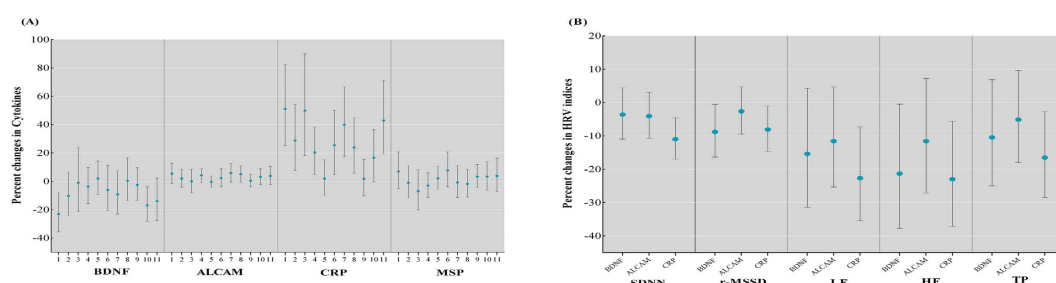 (A)
Percent changes in Cytokines
100
80
60
40
20
0
-20
-40
1 2 3 4 5 6 7 8 9 10 11 1 2 3 4 5 6 7 8 9 10 11 1 2 3 4 5 6 7 8 9 10 11 1 2 3 4 5 6 7 8 9 10 11
BDNF ALCAM CRP MSP
(B)
Percent changes in HRV indices
20
10
0
-10
-20
-30
-40
-45
BDNF ALCAM CRP BDNF ALCAM CRP BDNF ALCAM CRP BDNF ALCAM CRP BDNF ALCAM CRP
SDNN r-MSSD LF HF TP